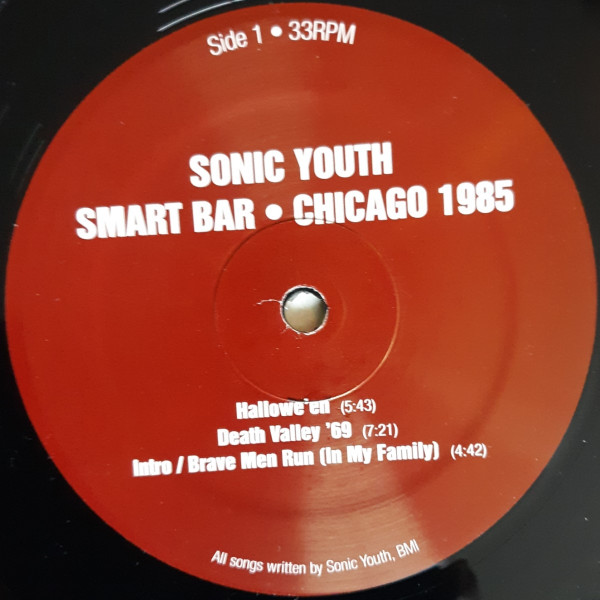 Side 1 • 33RPM
SONIC YOUTH
SMART BAR • CHICAGO 1985
Hallowe'en (5:43)
Death Valley '69 (7:21)
Intro / Brave Men Run (In My Family) (4:42)
All songs written by Sonic Youth, BMI